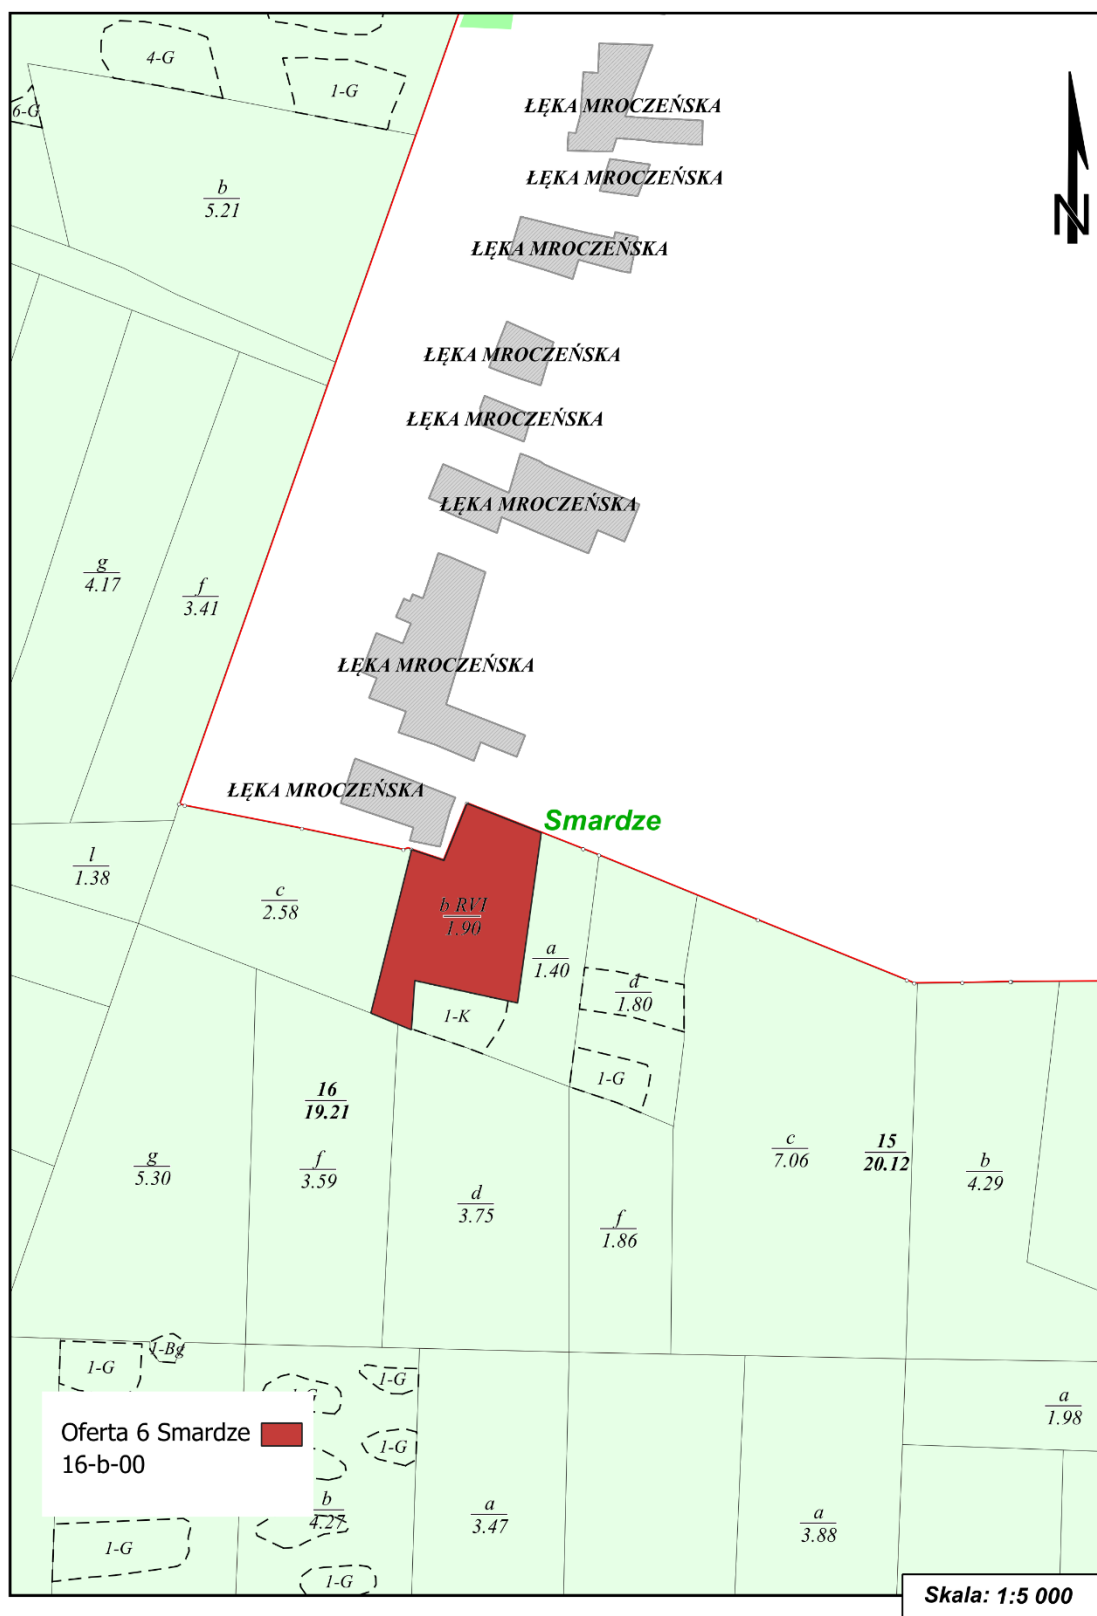 4-G
1-G
6-G
ŁĘKA MROCZEŃSKA
ŁĘKA MROCZEŃSKA
b
5.21
N
ŁĘKA MROCZEŃSKA
ŁĘKA MROCZEŃSKA
ŁĘKA MROCZEŃSKA
ŁĘKA MROCZEŃSKA
g
4.17
f
3.41
ŁĘKA MROCZEŃSKA
ŁĘKA MROCZEŃSKA
Smardze
l
1.38
c
2.58
b RVI
1.90
a
1.40
d
1.80
1-K
1-G
16
19.21
g
5.30
f
3.59
d
3.75
f
1.86
c
7.06
15
20.12
b
4.29
1-Bg
1-G
1-G
1-G
a
1.98
Oferta 6 Smardze
16-b-00
1-G
b
4.27
a
3.47
a
3.88
1-G
1-G
Skala: 1:5 000